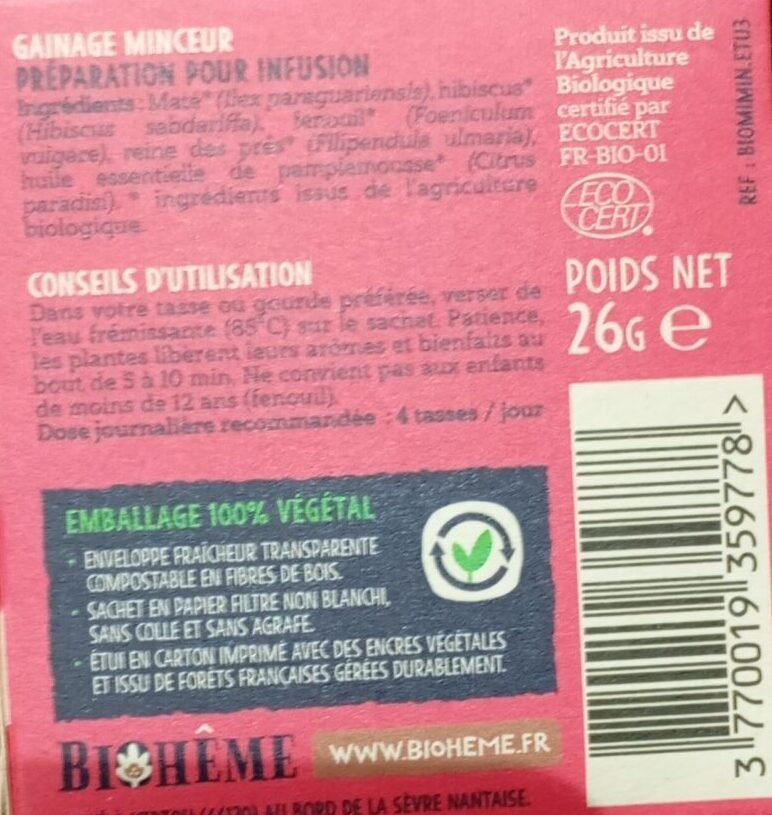 GAINAGE MINCEUR
PRÉPARATION POUR INFUSION
Ingrédients : Maté* (Ilex paraguariensis), hibiscus*
(Hibiscus sabdariffa), fenouil* (Foeniculum
vulgare), reine des prés* (Filipendula ulmaria),
huile essentielle de pamplemousse* (Citrus
paradisi). * ingrédients issus de l'agriculture
biologique
CONSEILS D'UTILISATION
Dans votre tasse ou gourde préférée, verser de
l'eau frémissante (85°C) sur le sachet. Patience,
les plantes libèrent leurs arômes et bienfaits au
bout de 5 à 10 min. Ne convient pas aux enfants
de moins de 12 ans (fenouil).
Dose journalière recommandée : 4 tasses / jour
Produit issu de
l'Agriculture
Biologique
certifié par
ECOCERT
FR-BIO-01
ECO
CERT
REF : BIOMIMIN.ETU3
POIDS NET
26G e
EMBALLAGE 100% VÉGÉTAL
- ENVELOPPE FRAÎCHEUR TRANSPARENTE
COMPOSTABLE EN FIBRES DE BOIS.
- SACHET EN PAPIER FILTRE NON BLANCHI,
SANS COLLE ET SANS AGRAFE.
- ÉTUI EN CARTON IMPRIMÉ AVEC DES ENCRES VÉGÉTALES
ET ISSU DE FORÊTS FRANÇAISES GÉRÉES DURABLEMENT.
BIOHÊME
WWW.BIOHEME.FR
AU BORD DE LA SÈVRE NANTAISE.
3 770019 359778 >